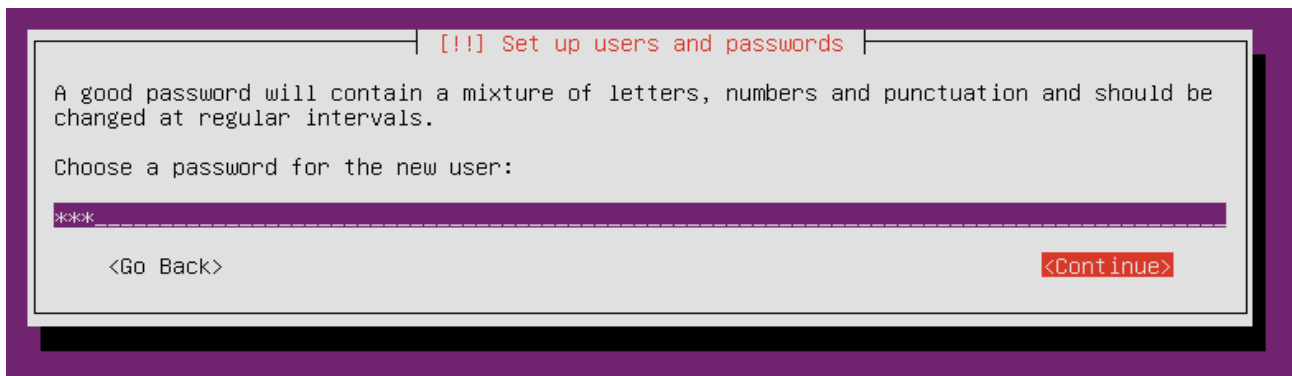 [!!] Set up users and passwords
A good password will contain a mixture of letters, numbers and punctuation and should be
changed at regular intervals.
Choose a password for the new user:
***_________________________________________________________________________________________
<Go Back> <Continue>